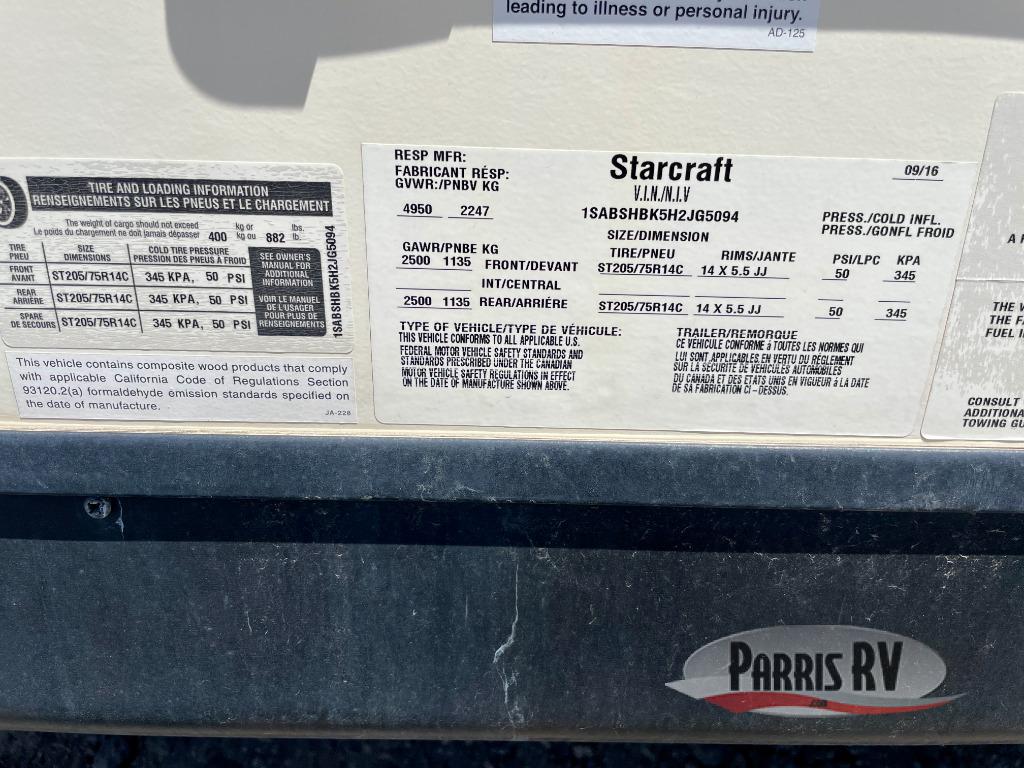 leading to illness or personal injury.
AD-125
TIRE AND LOADING INFORMATION
RENSEIGNEMENTS SUR LES PNEUS ET LE CHARGEMENT
The weight of cargo should not exceed
Le poids du chargement ne doit jamais dépasser 400 kg or kg ou 882 lbs. lb.
TIRE PNEU SIZE DIMENSIONS COLD TIRE PRESSURE PRESSION DES PNEUS A FROID
FRONT AVANT ST205/75R14C 345 KPA, 50 PSI
REAR ARRIÈRE ST205/75R14C 345 KPA, 50 PSI
SPARE DE SECOURS ST205/75R14C 345 KPA, 50 PSI
SEE OWNER'S
MANUAL FOR
ADDITIONAL
INFORMATION
VOIR LE MANUEL
DE L'USAGER
POUR PLUS DE
RENSEIGNEMENTS
1SABSHBK5H2JG5094
This vehicle contains composite wood products that comply
with applicable California Code of Regulations Section
93120.2(a) formaldehyde emission standards specified on
the date of manufacture.
JA-228
RESP MFR:
FABRICANT RÉSP:
GVWR:/PNBV KG
4950 2247
Starcraft
09/16
V.I.N./N.I.V
1SABSHBK5H2JG5094
PRESS./COLD INFL.
PRESS./GONFL FROID
SIZE/DIMENSION
GAWR/PNBE KG TIRE/PNEU RIMS/JANTE PSI/LPC KPA
2500 1135 FRONT/DEVANT ST205/75R14C 14 X 5.5 JJ 50 345
INT/CENTRAL
2500 1135 REAR/ARRIÉRE ST205/75R14C 14 X 5.5 JJ 50 345
TYPE OF VEHICLE/TYPE DE VÉHICULE: TRAILER/REMORQUE
THIS VEHICLE CONFORMS TO ALL APPLICABLE U.S.
FEDERAL MOTOR VEHICLE SAFETY STANDARDS AND
STANDARDS PRESCRIBED UNDER THE CANADIAN
MOTOR VEHICLE SAFETY REGULATIONS IN EFFECT
ON THE DATE OF MANUFACTURE SHOWN ABOVE.
CE VEHICULE CONFORME à TOUTES LES NORMES QUI
LUI SONT APPLICABLES EN VERTU DU RÈGLEMENT
SUR LA SÉCURITÉ DE VEHICULES AUTOMOBILES
DU CANADA ET DES ETATS UNIS EN VIGUEUR à LA DATE
DE SA FABRICATION CI-DESSUS.
A
THE
THE
FUEL
CONSULT
ADDITIONA
TOWING GU
PARRIS RV
.com